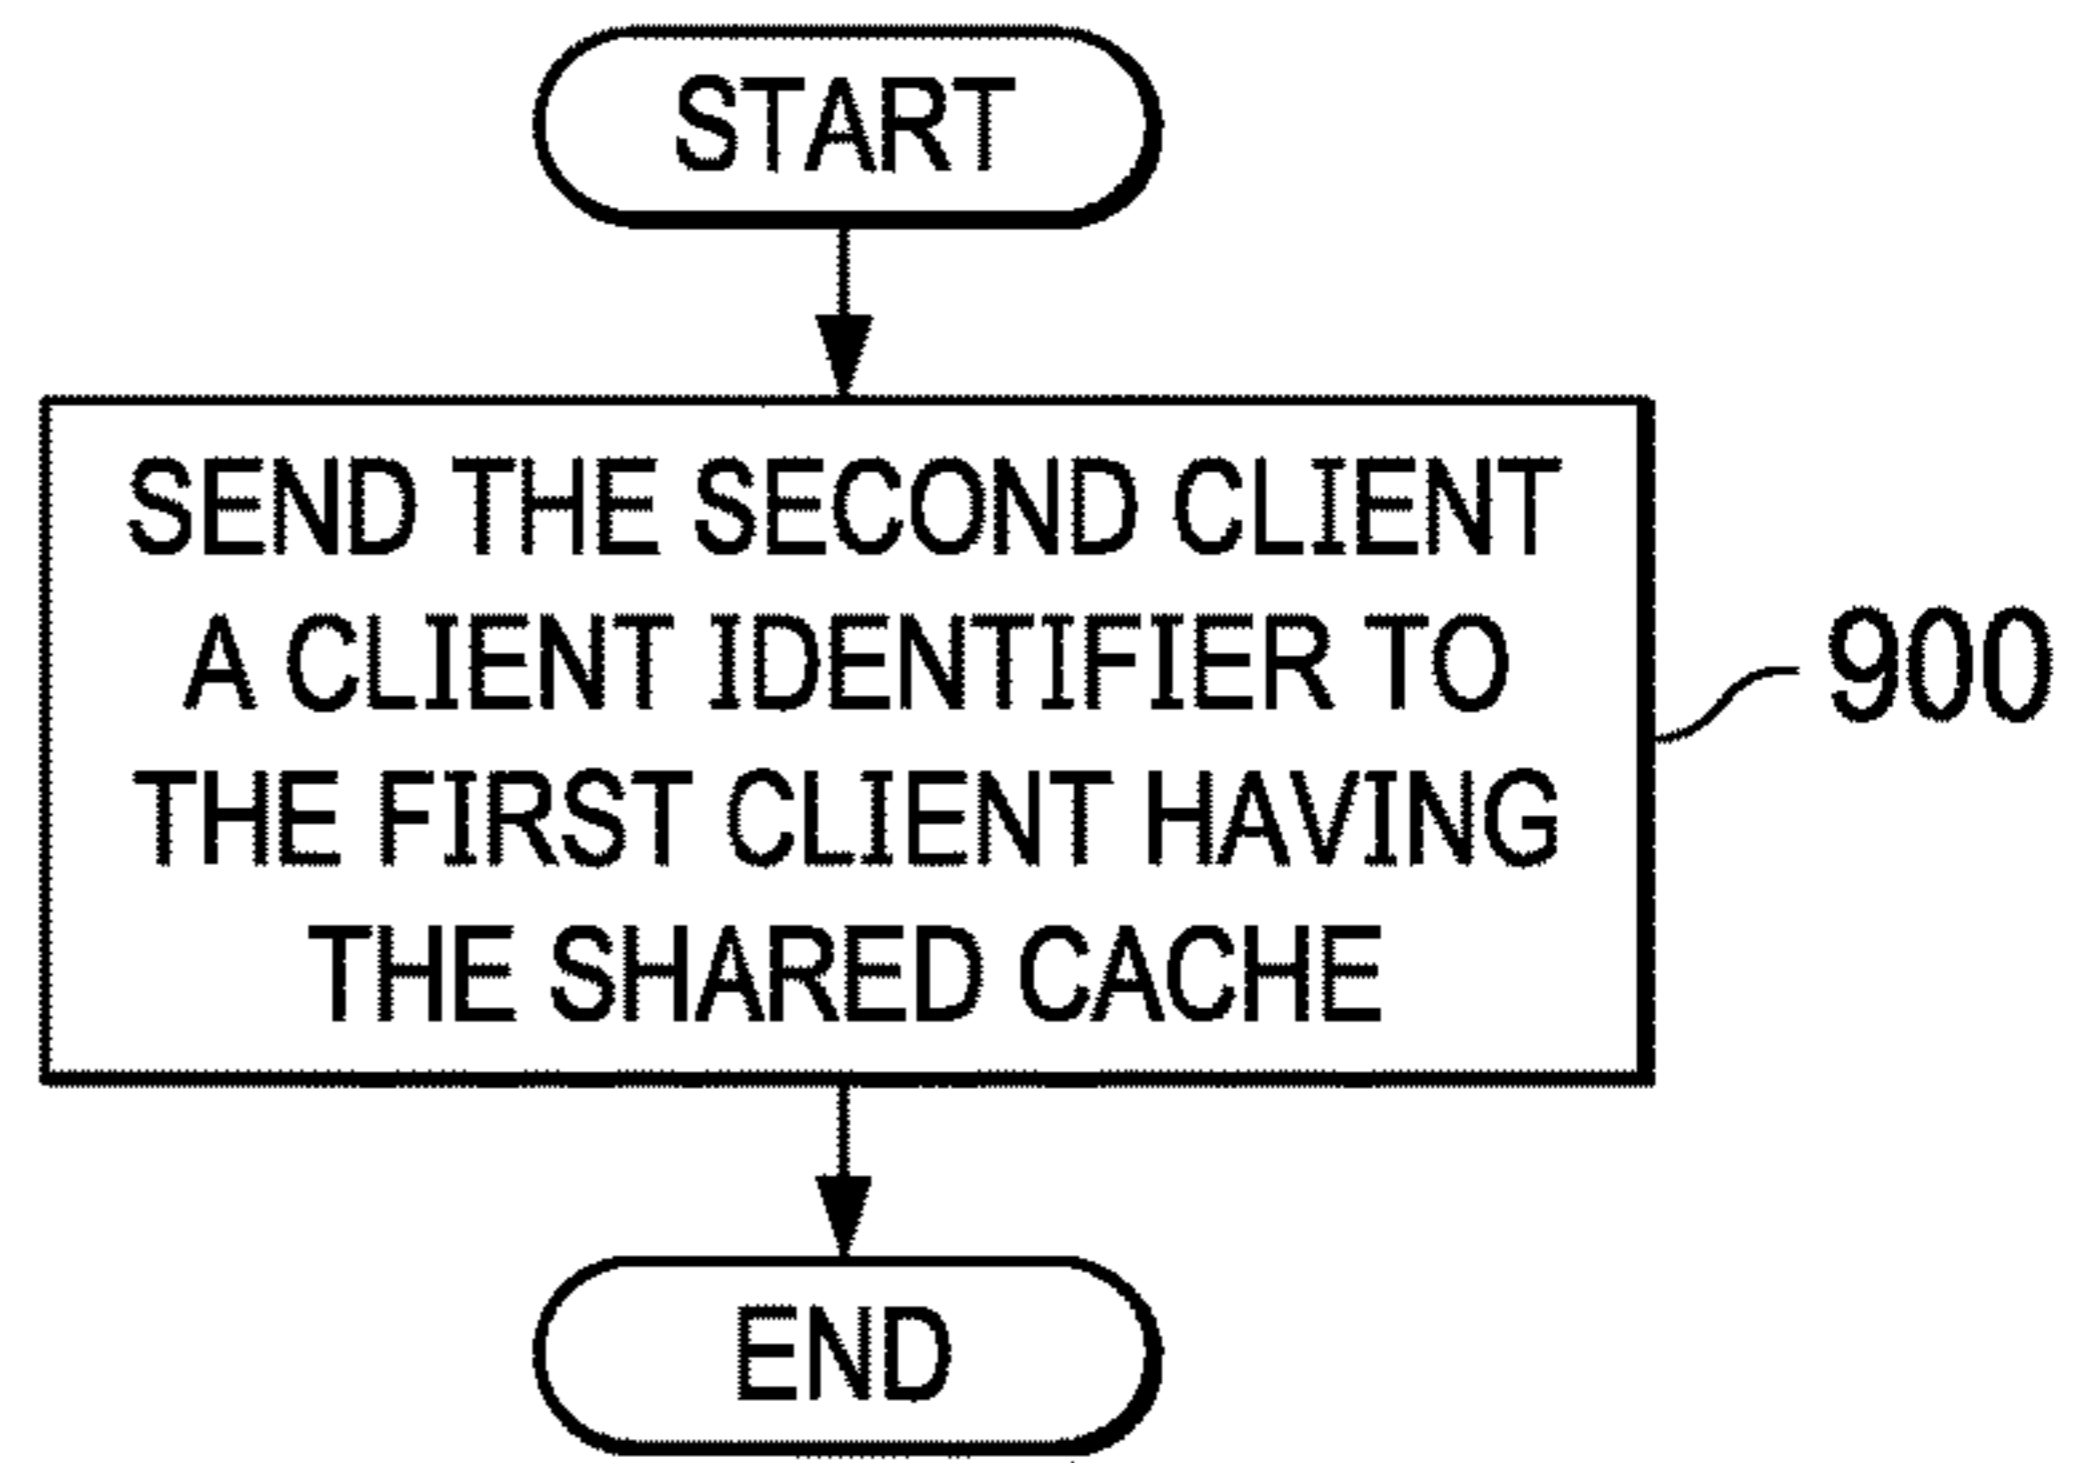 START
SEND THE SECOND CLIENT
A CLIENT IDENTIFIER TO
THE FIRST CLIENT HAVING
THE SHARED CACHE
900
END